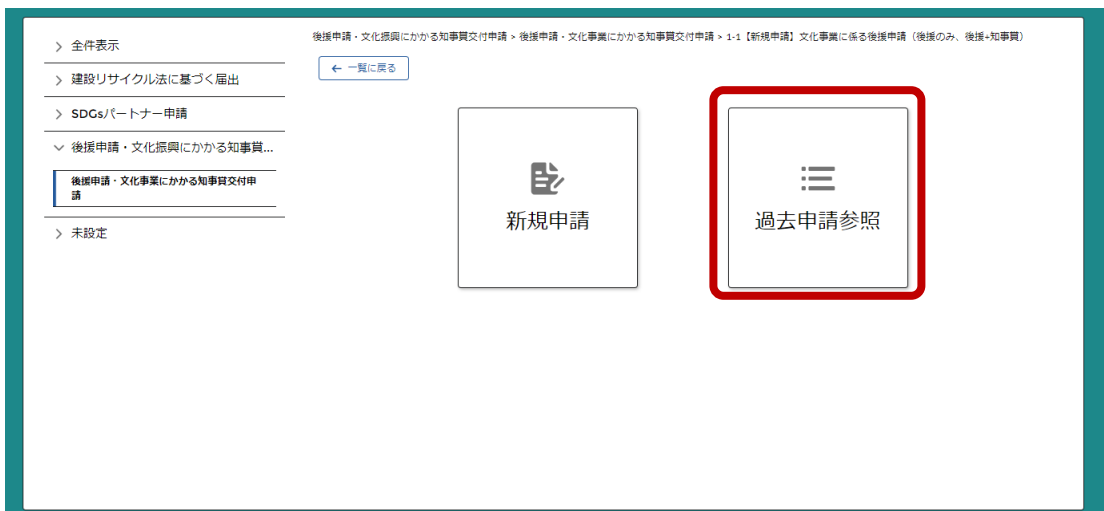 後援申請・文化振興にかかる知事賞交付申請 > 後援申請・文化事業にかかる知事賞交付申請 > 1-1【新規申請】文化事業に係る後援申請（後援のみ、後援+知事賞）
← 一覧に戻る
全件表示
建設リサイクル法に基づく届出
SDGsパートナー申請
後援申請・文化振興にかかる知事賞...
後援申請・文化事業にかかる知事賞交付申
請
未設定
新規申請
過去申請参照